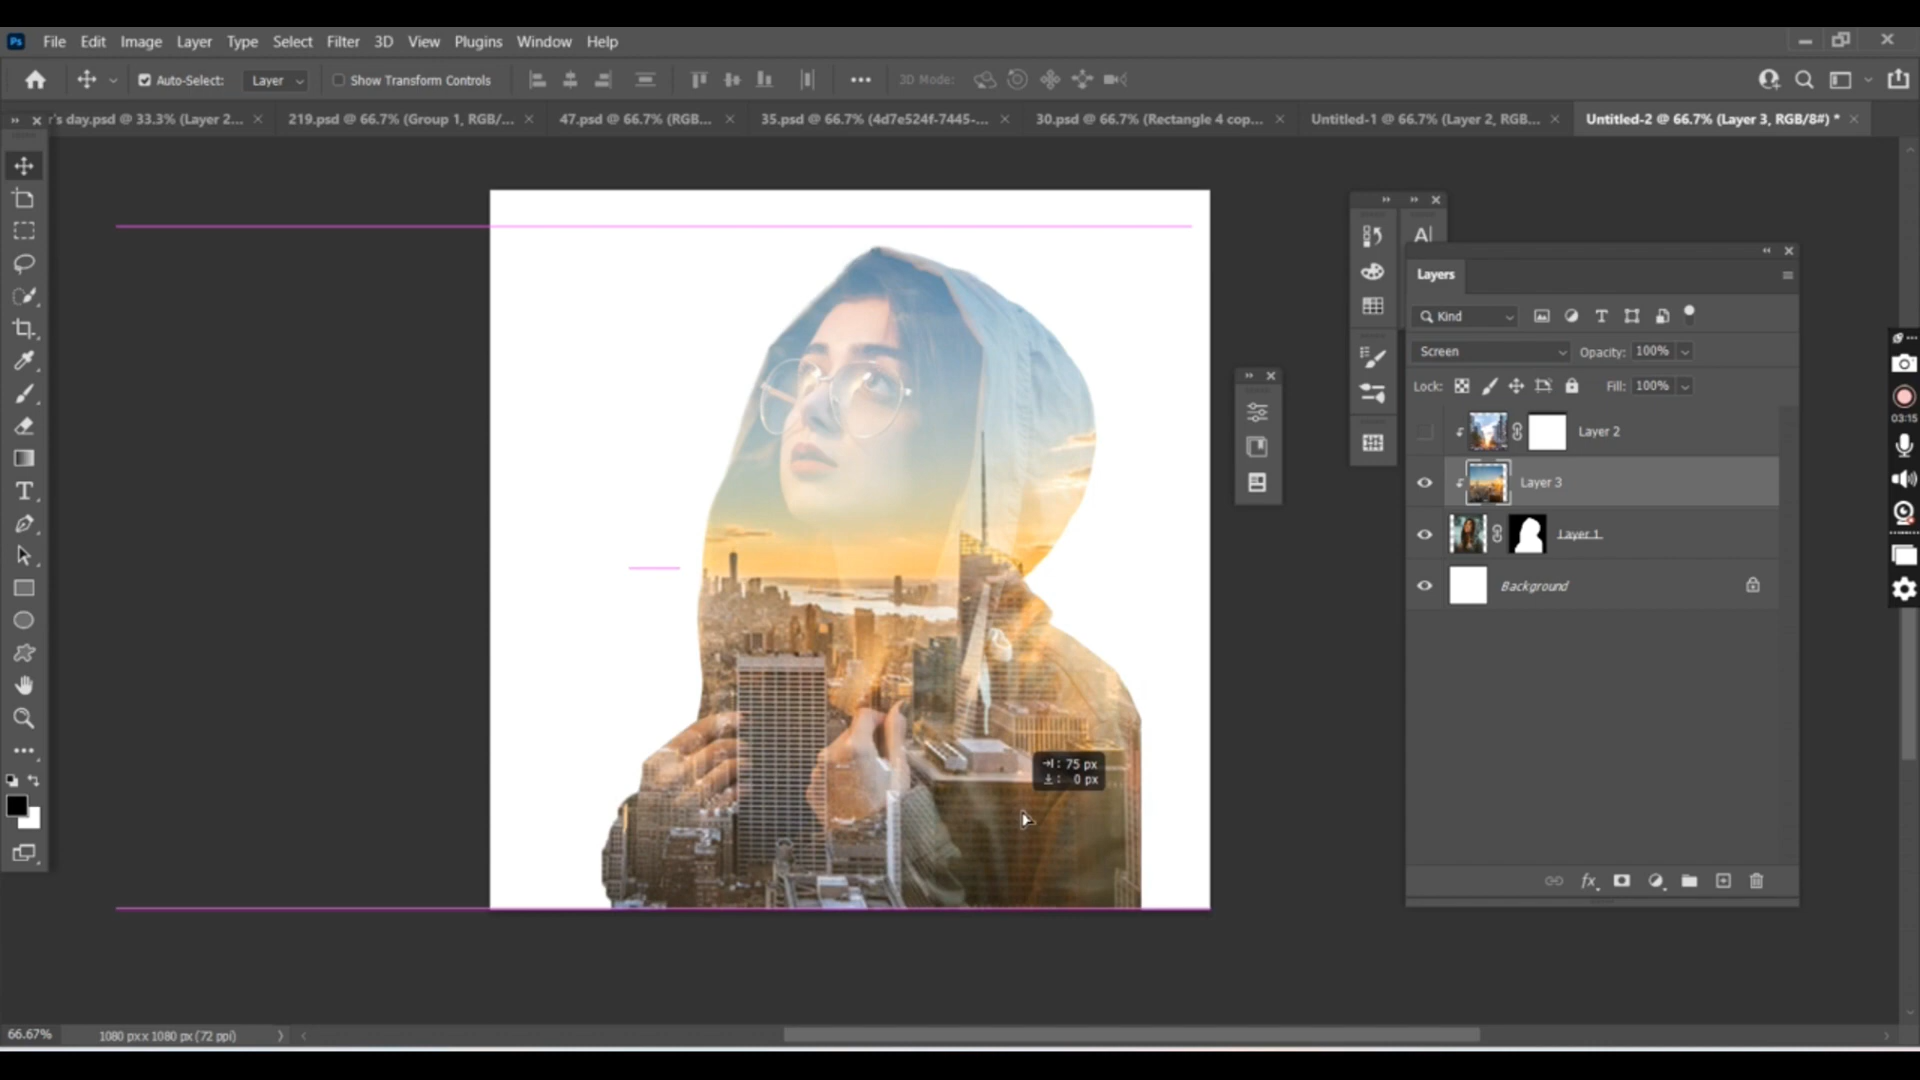 Ps File Edit Image Layer Type Select Filter 3D View Plugins Window Help
Auto-Select: Layer Show Transform Controls 3D Mode:
's day.psd @ 33.3% (Layer 2... 219.psd @ 66.7% (Group 1, RGB/... 47.psd @ 66.7% (RGB... 35.psd @ 66.7% (4d7e524f-7445-... 30.psd @ 66.7% (Rectangle 4 cop... Untitled-1 @ 66.7% (Layer 2, RGB... Untitled-2 @ 66.7% (Layer 3, RGB/8#) *
Layers
Kind
Screen Opacity: 100%
Lock: Fill: 100%
03:15
Layer 2
Layer 3
Layer 1
Background
: 75 px
: 0 px
66.67% 1080 px x 1080 px (72 ppi)